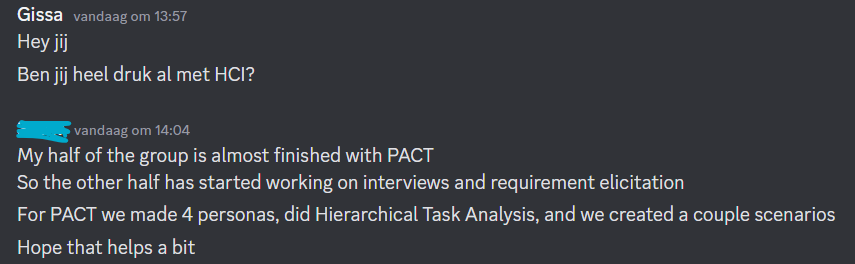 Gissa vandaag om 13:57
Hey jij
Ben jij heel druk al met HCI?
vandaag om 14:04
My half of the group is almost finished with PACT
So the other half has started working on interviews and requirement elicitation
For PACT we made 4 personas, did Hierarchical Task Analysis, and we created a couple scenarios
Hope that helps a bit